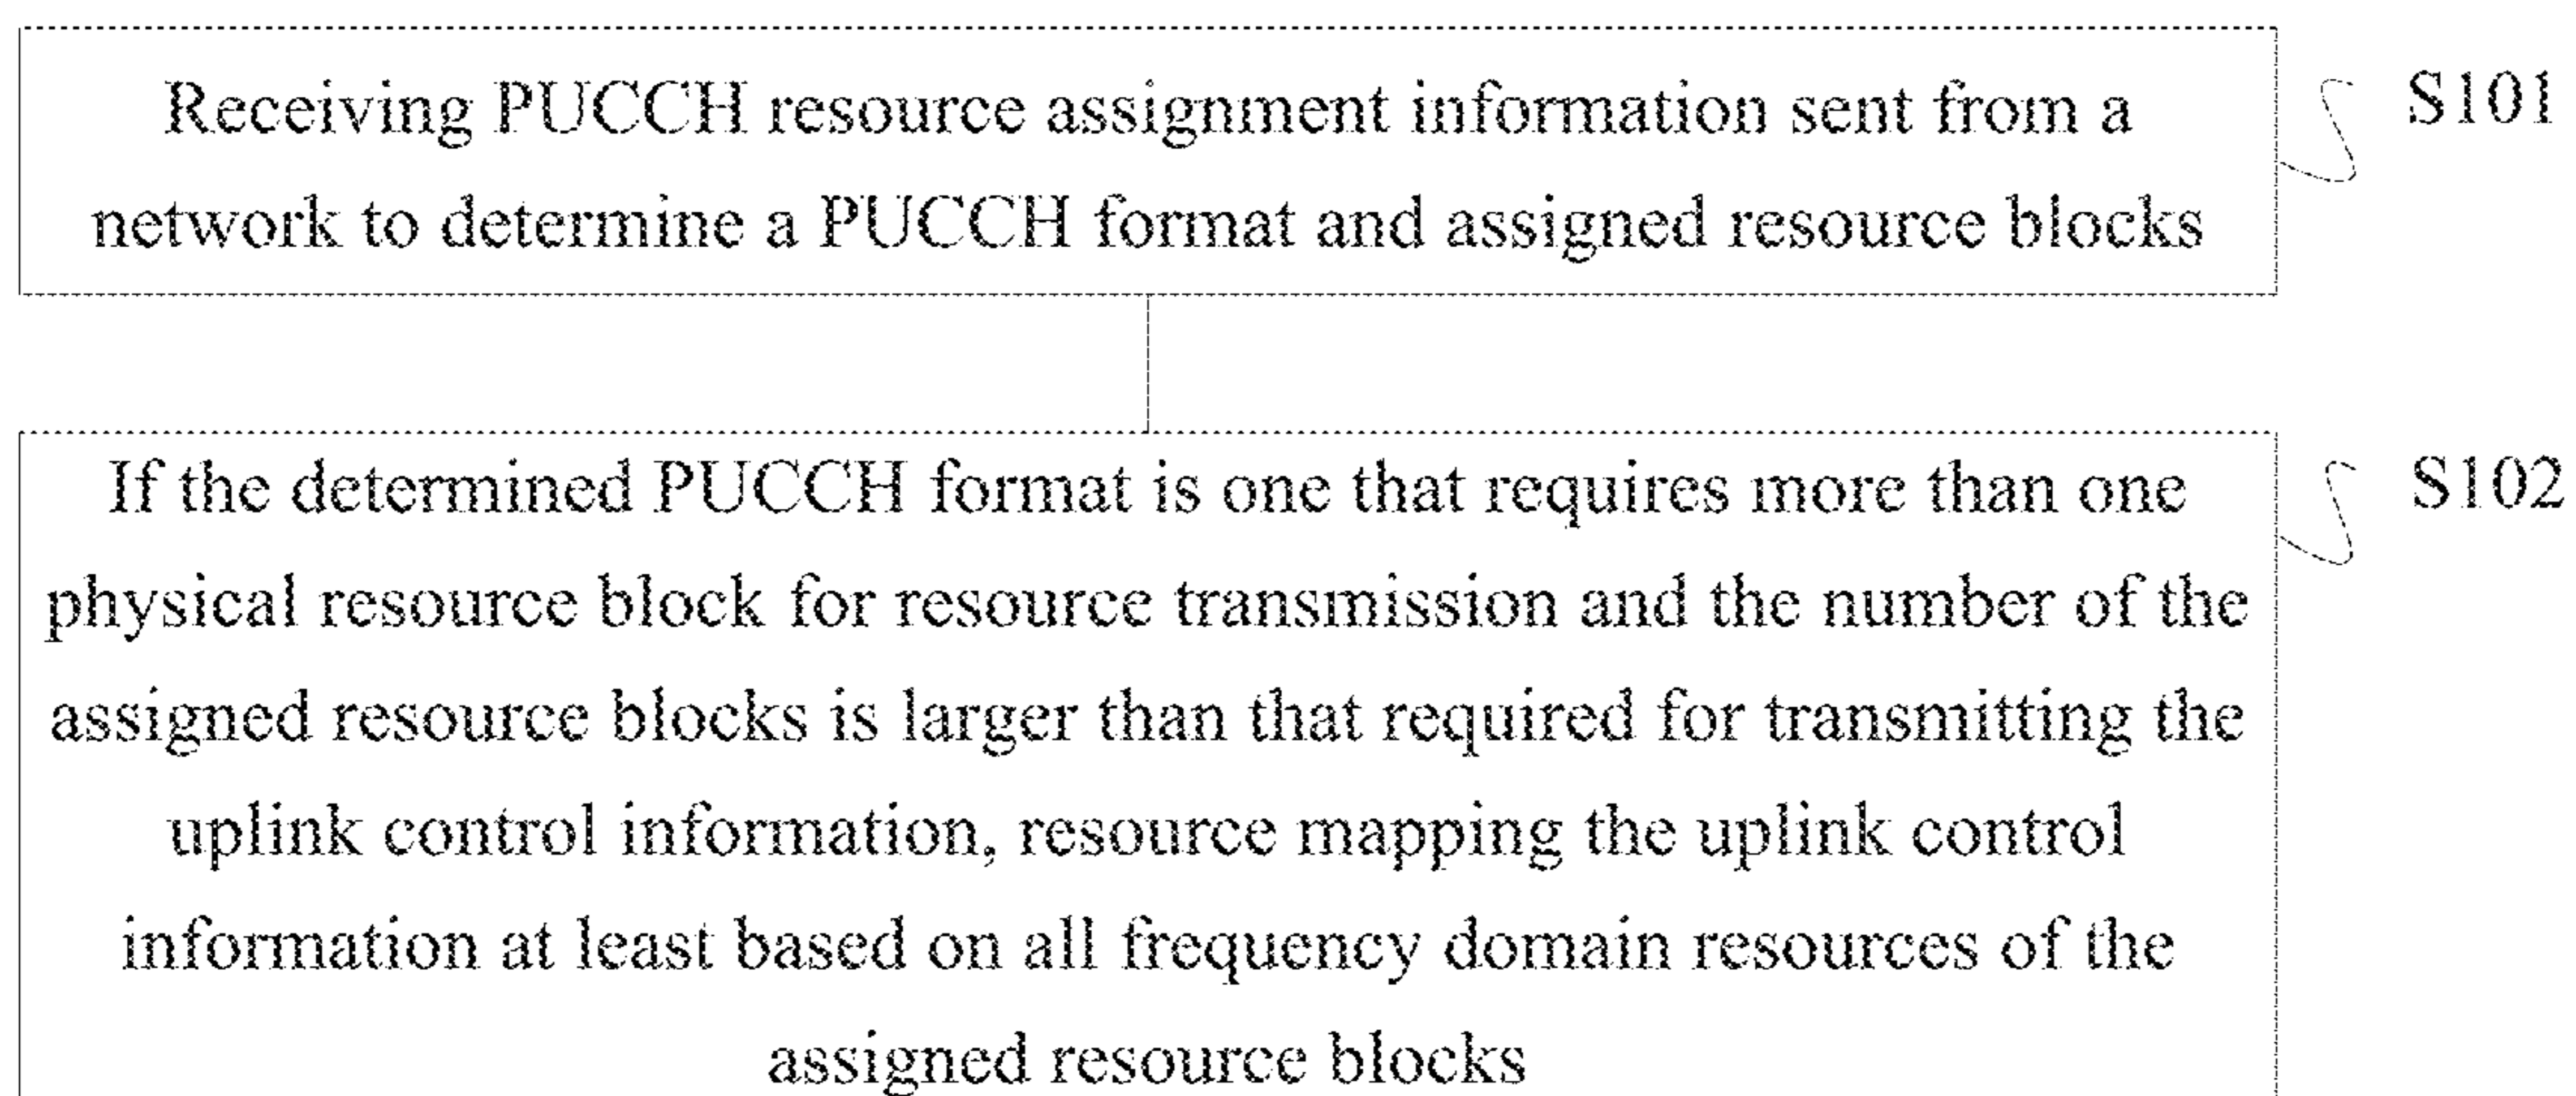 Receiving PUCCH resource assignment information sent from a
network to determine a PUCCH format and assigned resource blocks
S101
If the determined PUCCH format is one that requires more than one
physical resource block for resource transmission and the number of the
assigned resource blocks is larger than that required for transmitting the
uplink control information, resource mapping the uplink control
information at least based on all frequency domain resources of the
assigned resource blocks
S102